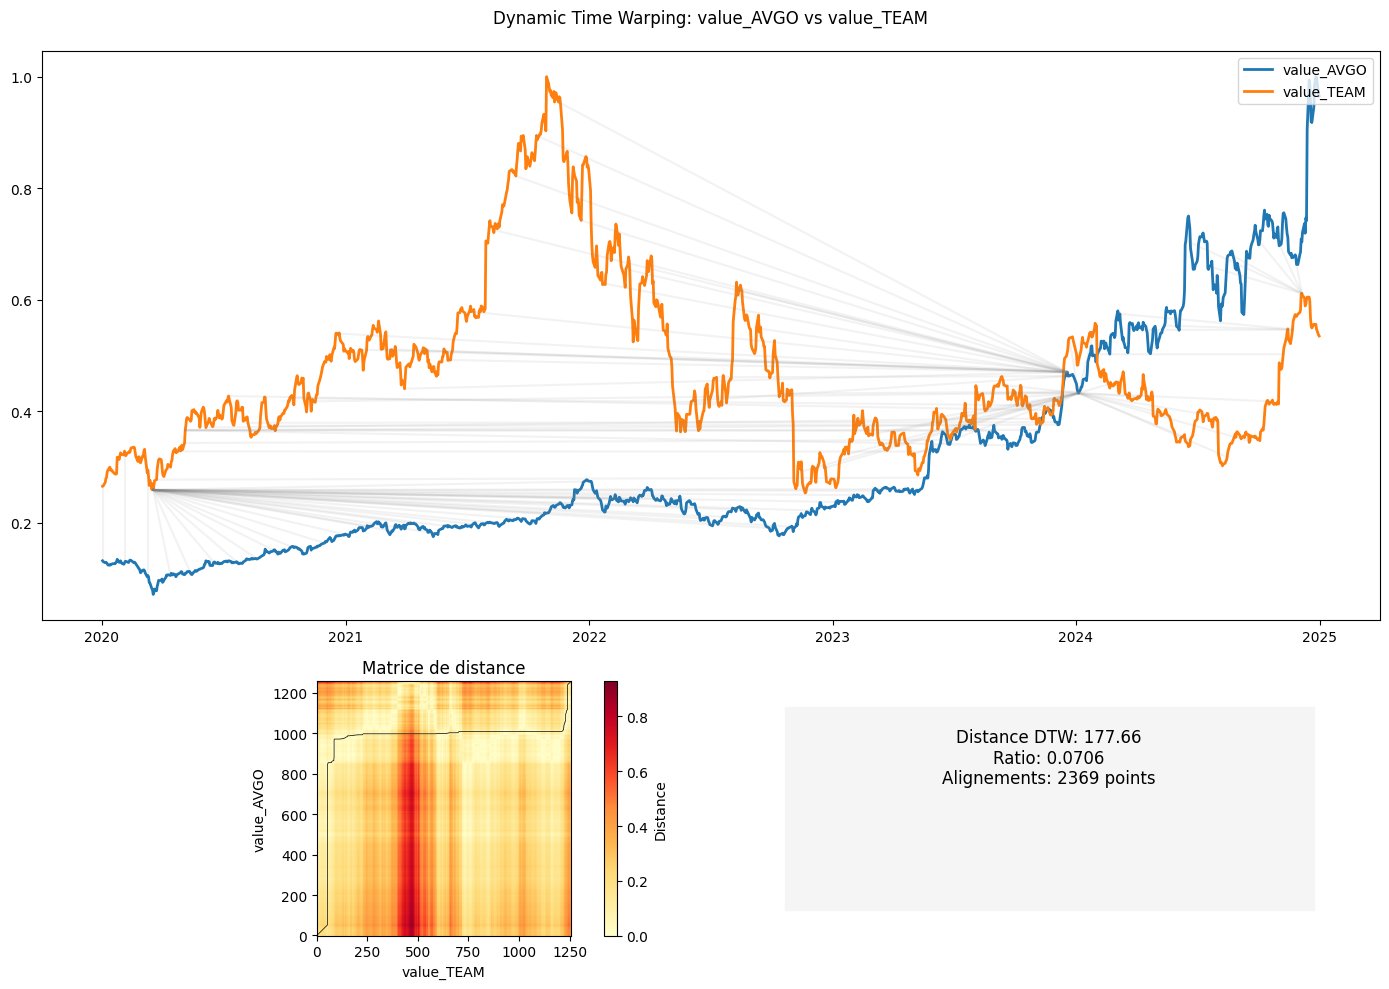 Dynamic Time Warping: value_AVGO vs value_TEAM
value_AVGO
value_TEAM
1.0
0.8
0.6
0.4
0.2
2020 2021 2022 2023 2024 2025
Matrice de distance
1200
1000
800
600
400
200
0
value_AVGO
0 250 500 750 1000 1250
value_TEAM
0.8
0.6
0.4
0.2
0.0
Distance
Distance DTW: 177.66
Ratio: 0.0706
Alignements: 2369 points